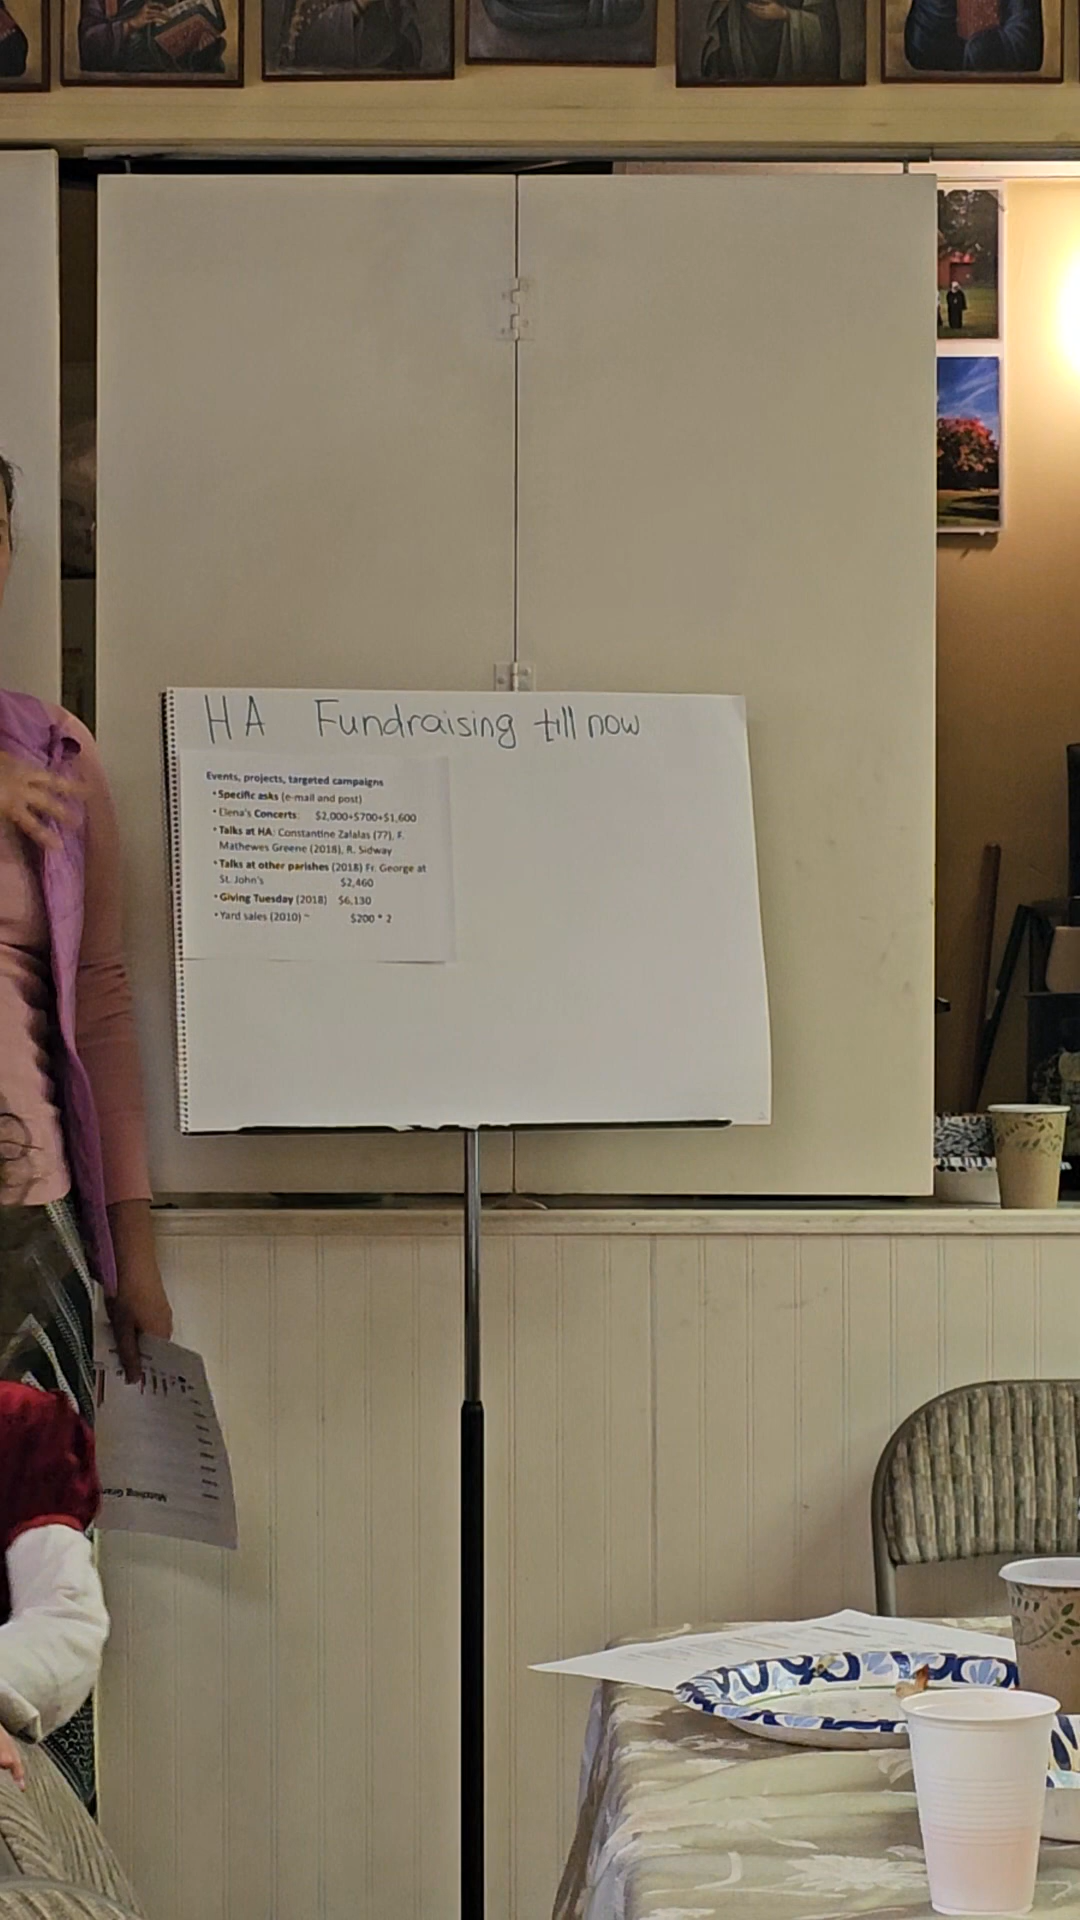 HA Fundraising till now
Events, projects, targeted campaigns
• Specific asks (e-mail and post)
• Elena's Concerts: $2,000+$700+$1,600
• Talks at HA: Constantine Zalalas (??), F.
Mathewes Greene (2018), R. Sidway
• Talks at other parishes (2018) Fr. George at
St. John's $2,460
• Giving Tuesday (2018) $6,130
• Yard sales (2010) ~ $200 * 2
Matching